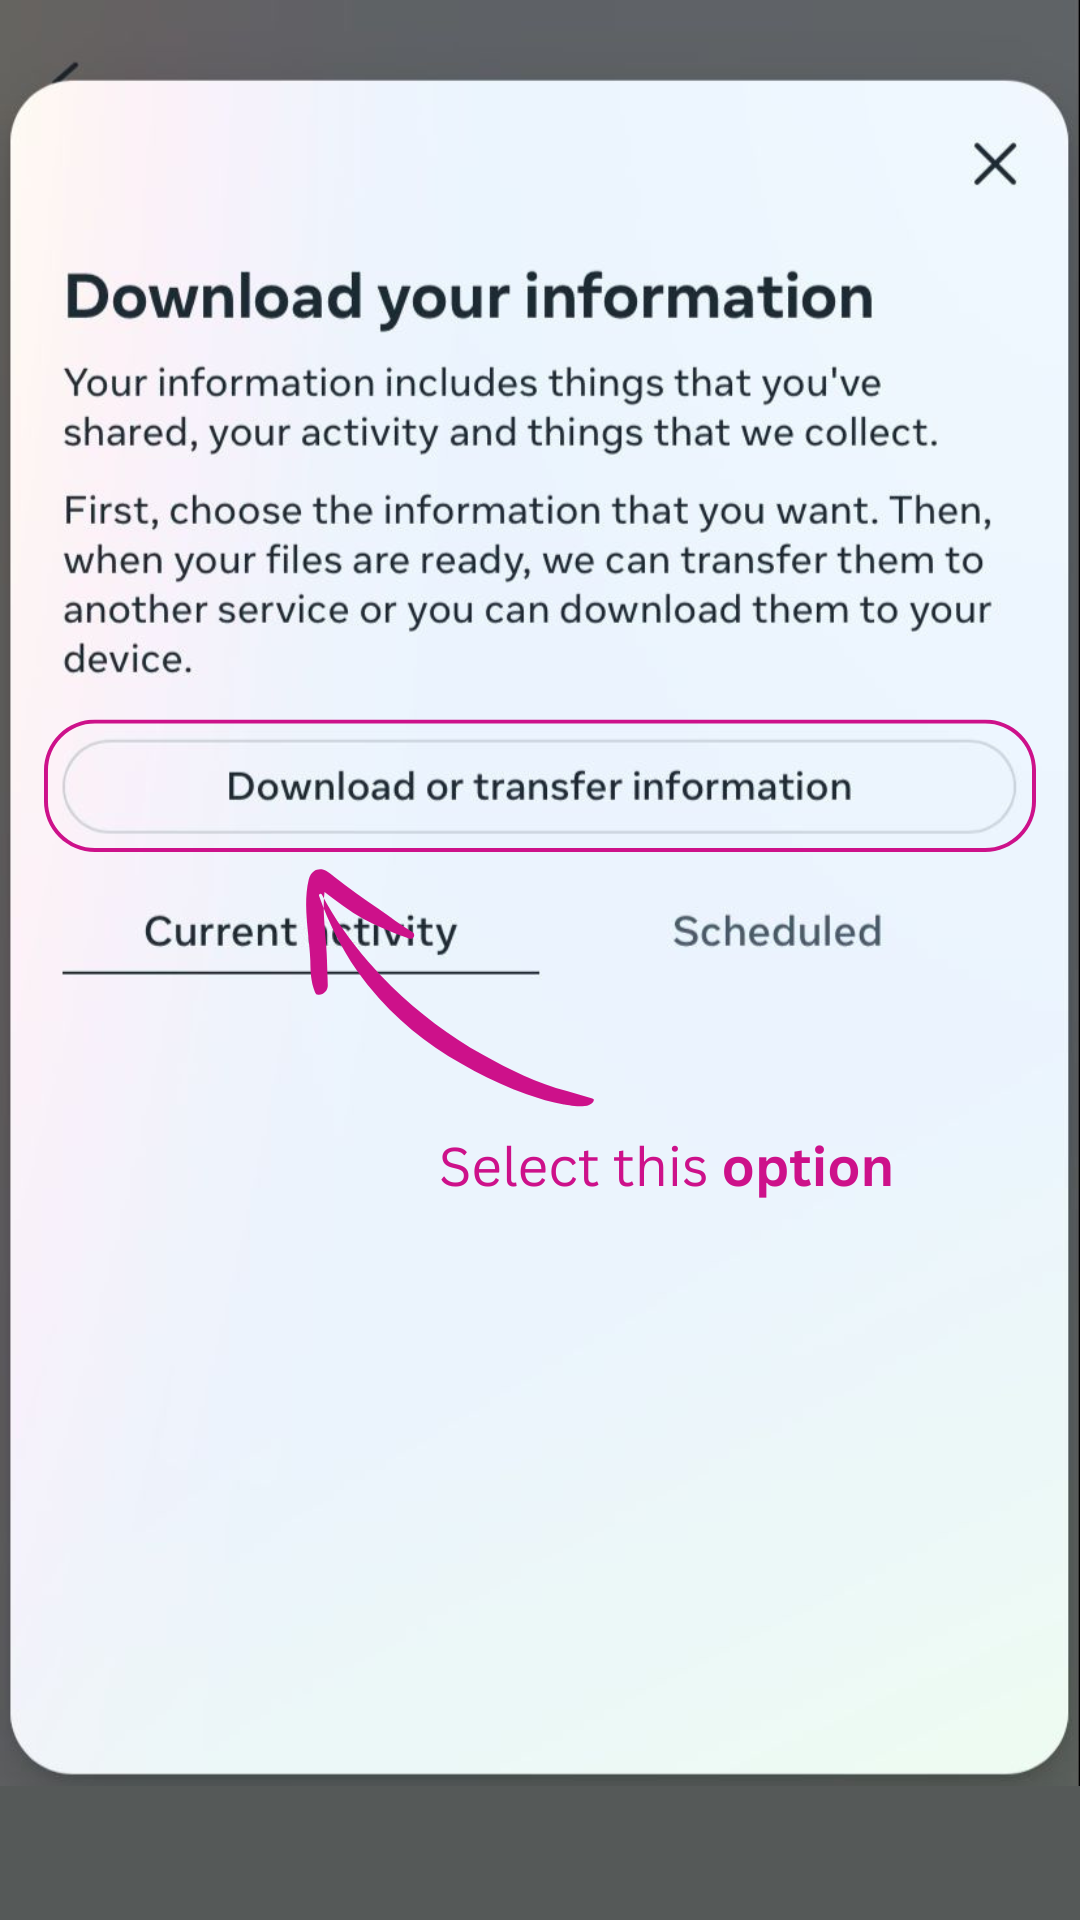 Download your information
Your information includes things that you've
shared, your activity and things that we collect.
First, choose the information that you want. Then,
when your files are ready, we can transfer them to
another service or you can download them to your
device.
Download or transfer information
Current activity
Scheduled
Select this option